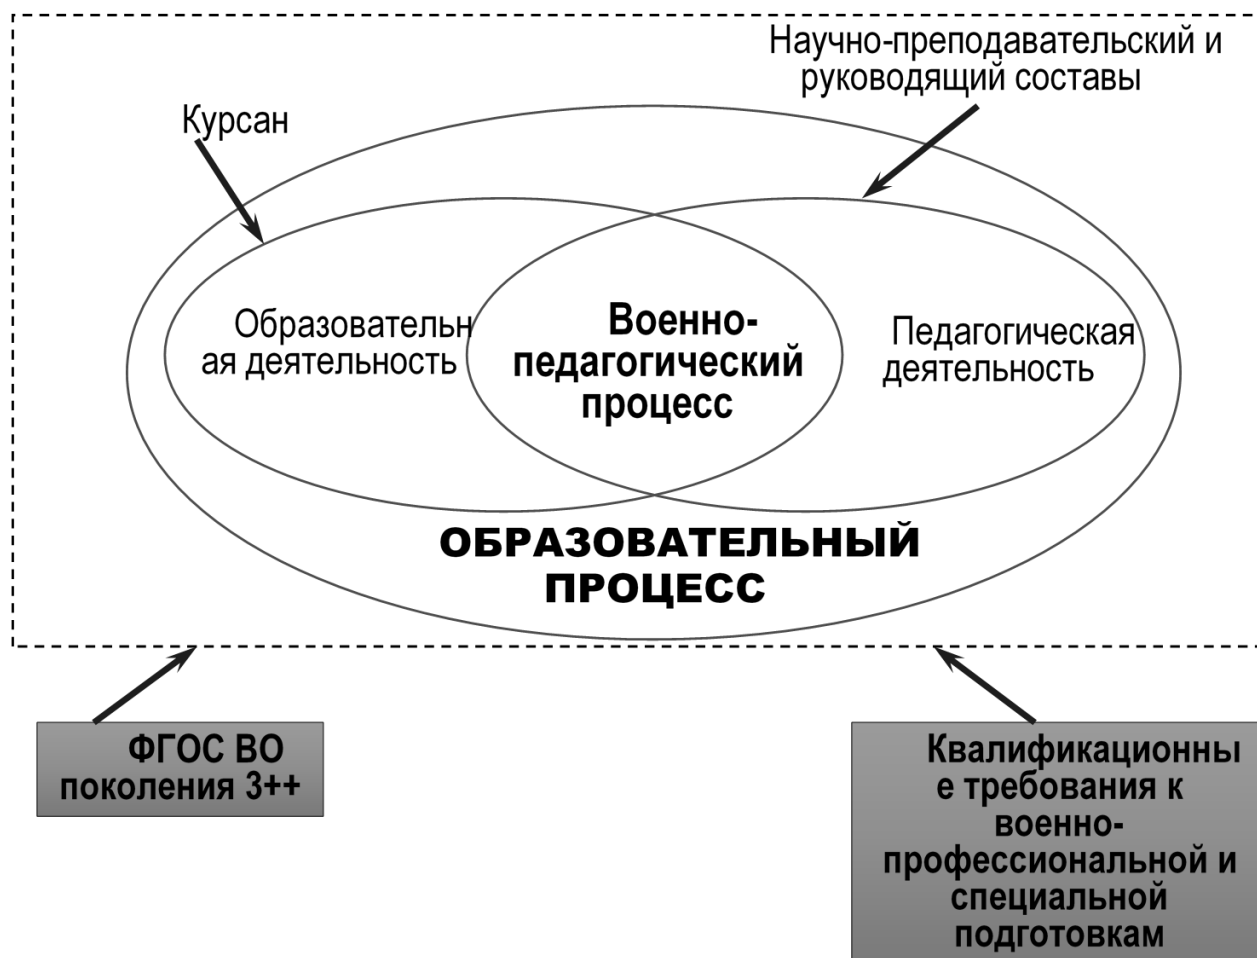 Научно-преподавательский и
руководящий составы
Курсан
Образовательн
ая деятельность
Военно-
педагогический
процесс
Педагогическая
деятельность
ОБРАЗОВАТЕЛЬНЫЙ
ПРОЦЕСС
ФГОС ВО
поколения 3++
Квалификационны
е требования к
военно-
профессиональной и
специальной
подготовкам